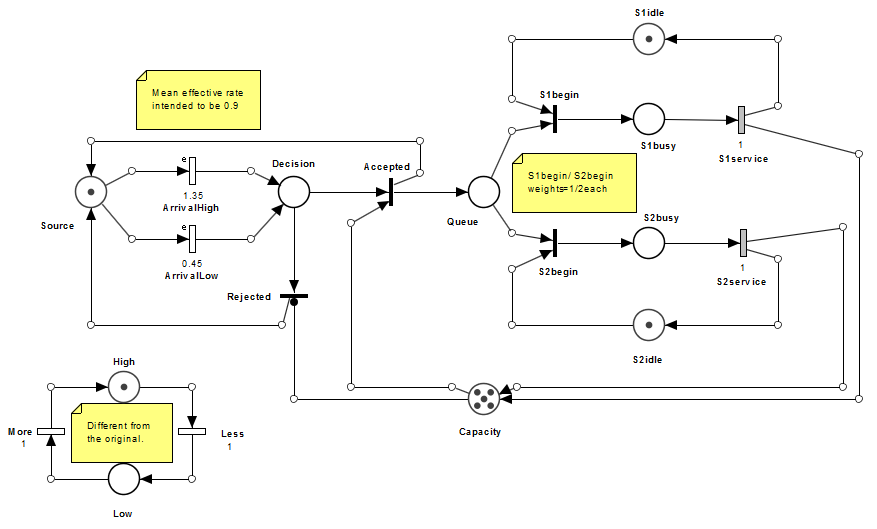 S1idle
Mean effective rate
intended to be 0.9
S1begin
S1busy
1
S1service
Decision
Accepted
e
1.35
ArrivalHigh
S1begin/ S2begin
weights=1/2each
Source
Queue
S2busy
e
0.45
ArrivalLow
S2begin
1
S2service
Rejected
S2idle
High
Different from
the original.
More
1
Less
1
Capacity
Low